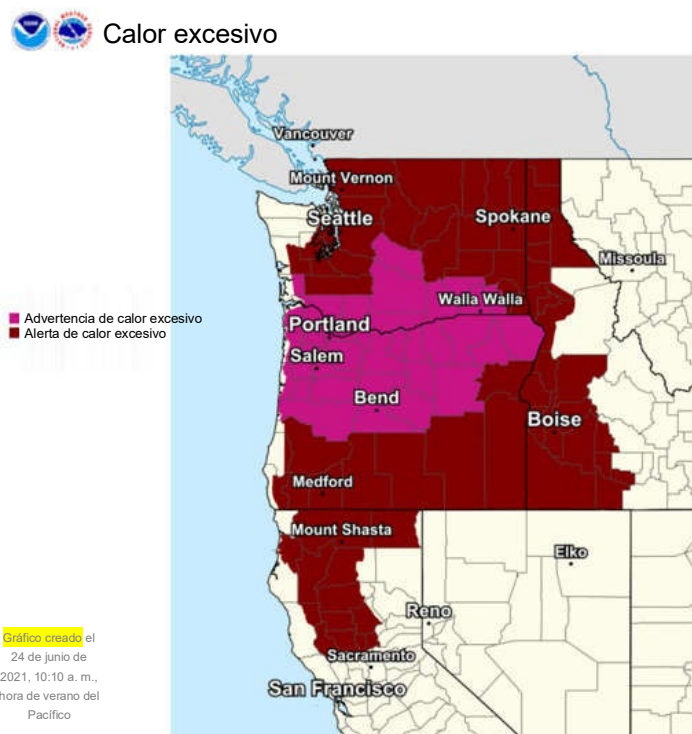 Calor excesivo
Vancouver
Mount Vernon
Seattle
Spokane
Missoula
Advertencia de calor excesivo
Alerta de calor excesivo
Walla Walla
Portland
Salem
Bend
Boise
Medford
Mount Shasta
Elko
Reno
Sacramento
San Francisco
Gráfico creado el
24 de junio de
2021, 10:10 a. m.,
hora de verano del
Pacífico